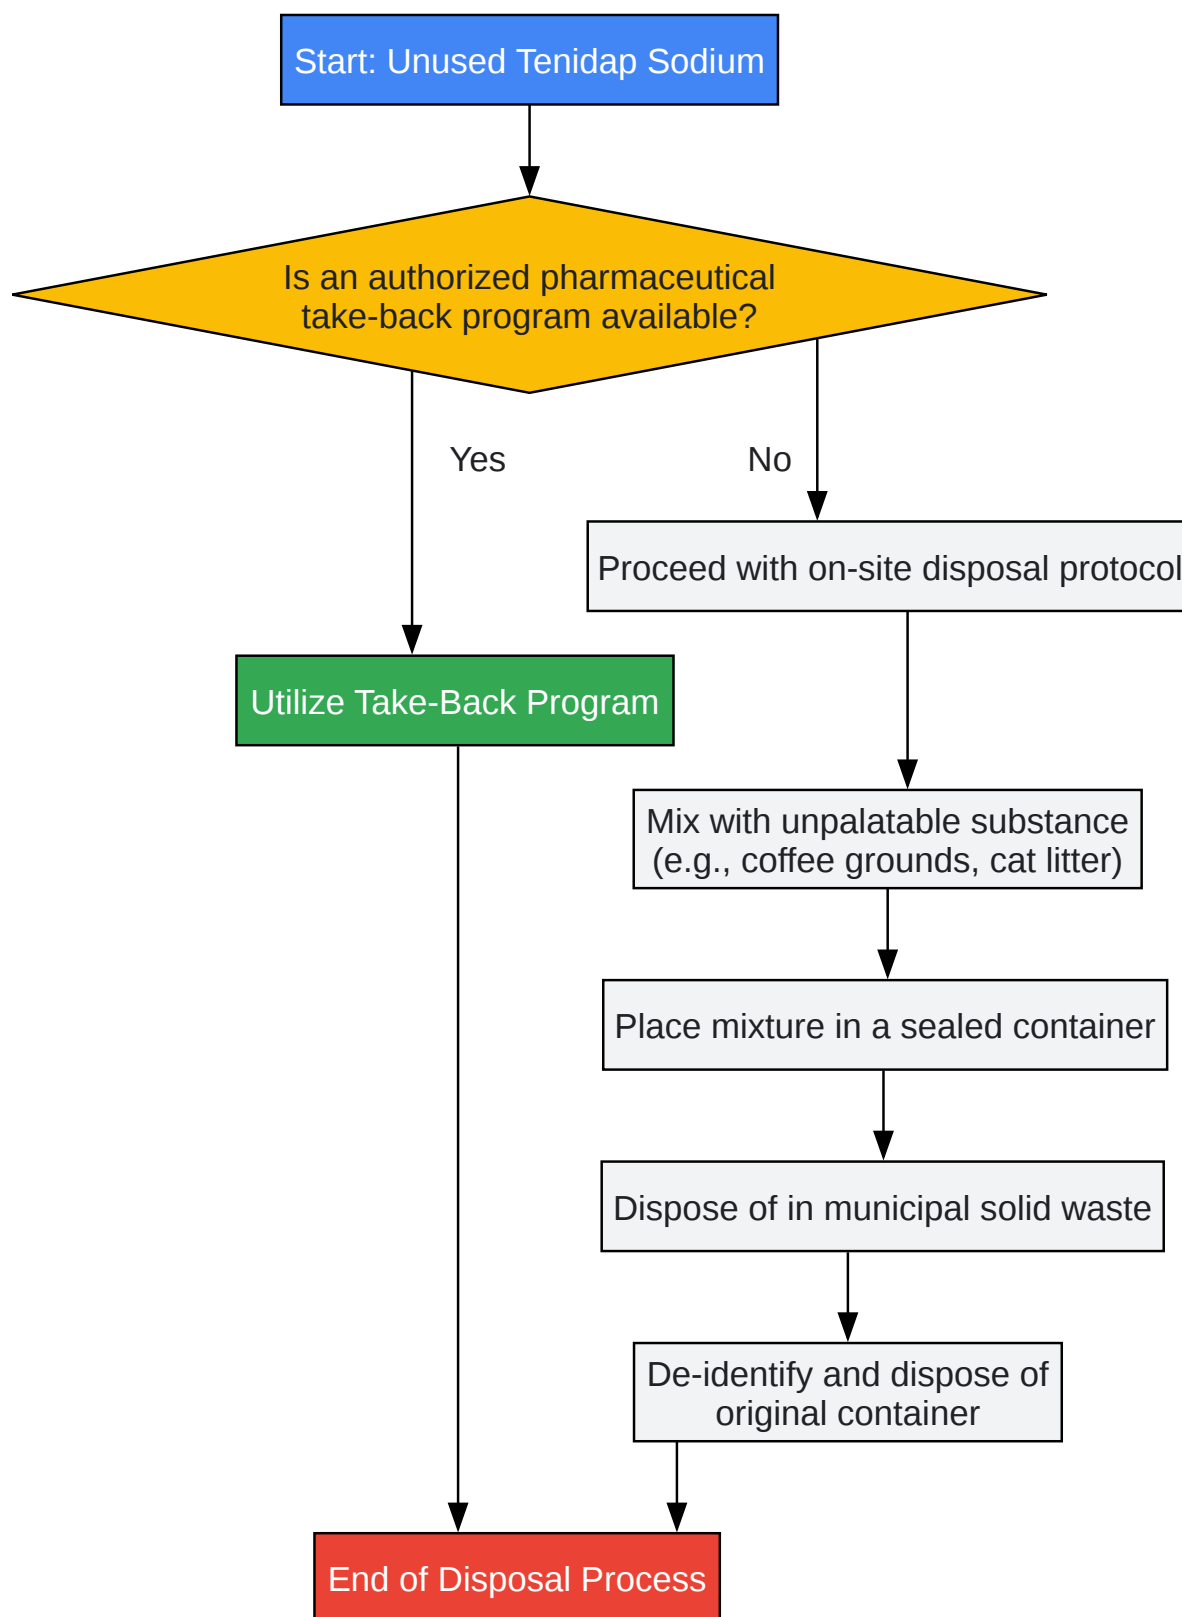 Start: Unused Tenidap Sodium
Is an authorized pharmaceutical
take-back program available?
Yes
No
Proceed with on-site disposal protocol
Utilize Take-Back Program
Mix with unpalatable substance
(e.g., coffee grounds, cat litter)
Place mixture in a sealed container
Dispose of in municipal solid waste
De-identify and dispose of
original container
End of Disposal Process